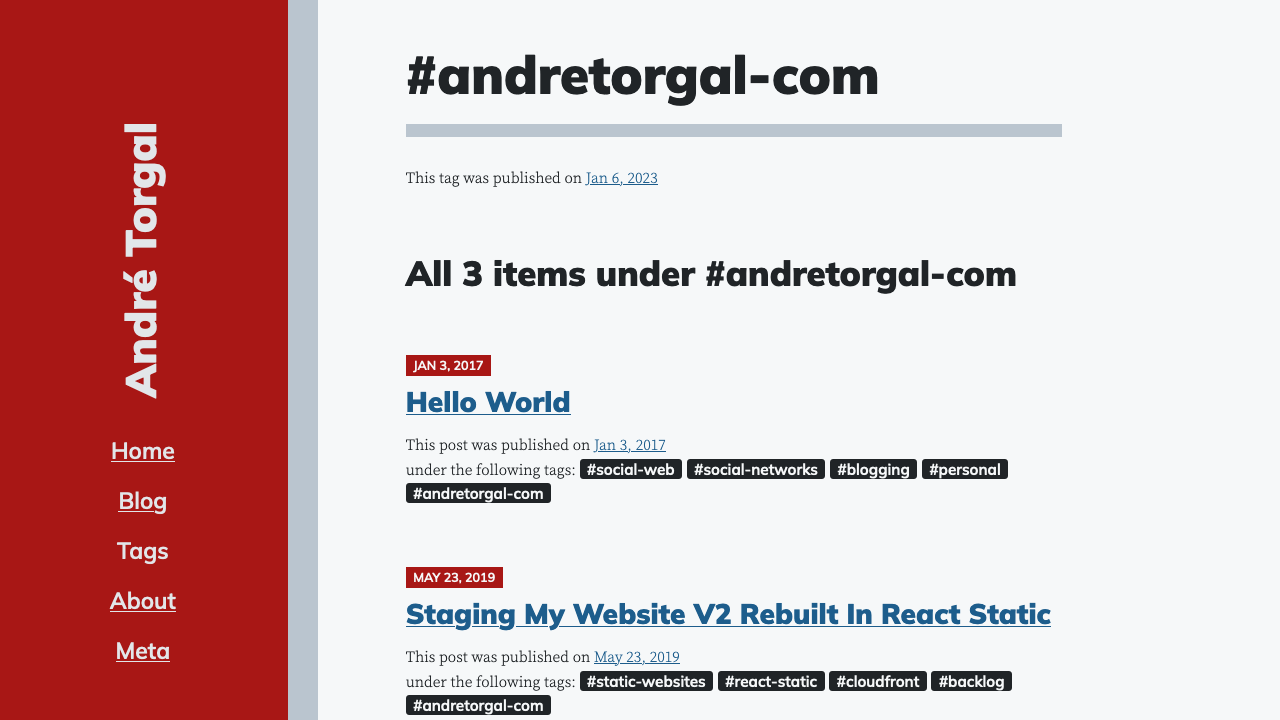 André Torgal
Home
Blog
Tags
About
Meta
#andretorgal-com
This tag was published on Jan 6, 2023
All 3 items under #andretorgal-com
JAN 3, 2017
Hello World
This post was published on Jan 3, 2017
under the following tags: #social-web #social-networks #blogging #personal
#andretorgal-com
MAY 23, 2019
Staging My Website V2 Rebuilt In React Static
This post was published on May 23, 2019
under the following tags: #static-websites #react-static #cloudfront #backlog
#andretorgal-com